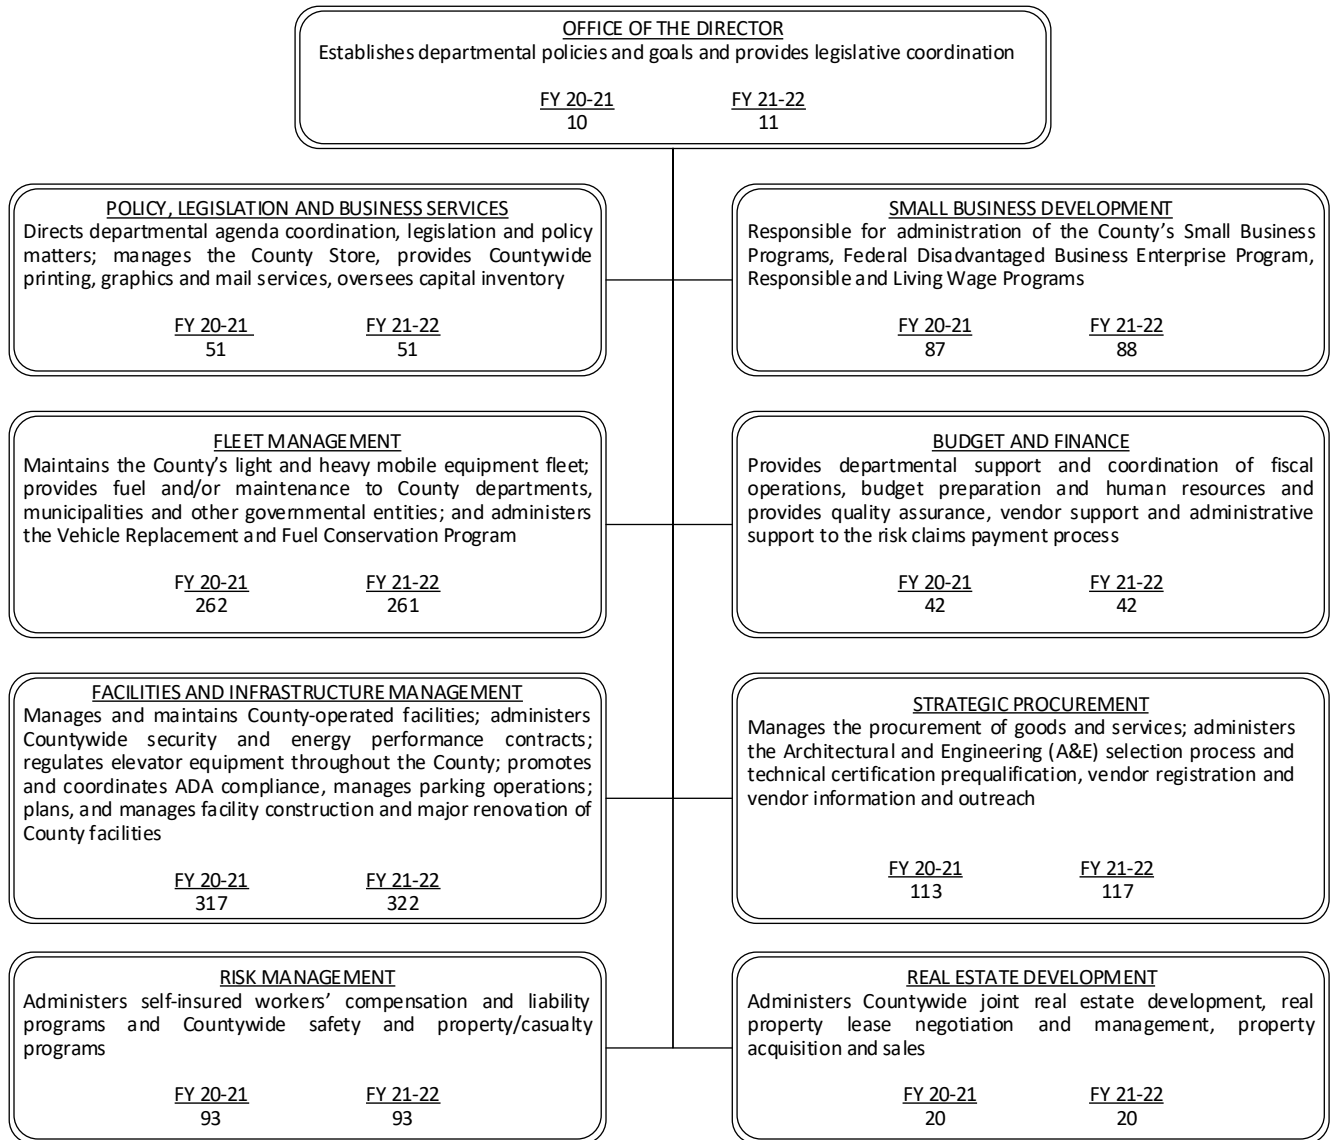 OFFICE OF THE DIRECTOR
Establishes departmental policies and goals and provides legislative coordination
FY 20-21 FY 21-22
10 11
POLICY, LEGISLATION AND BUSINESS SERVICES
Directs departmental agenda coordination, legislation and policy
matters; manages the County Store, provides Countywide
printing, graphics and mail services, oversees capital inventory
FY 20-21 FY 21-22
51 51
SMALL BUSINESS DEVELOPMENT
Responsible for administration of the County’s Small Business
Programs, Federal Disadvantaged Business Enterprise Program,
Responsible and Living Wage Programs
FY 20-21 FY 21-22
87 88
FLEET MANAGEMENT
Maintains the County’s light and heavy mobile equipment fleet;
provides fuel and/or maintenance to County departments,
municipalities and other governmental entities; and administers
the Vehicle Replacement and Fuel Conservation Program
FY 20-21 FY 21-22
262 261
BUDGET AND FINANCE
Provides departmental support and coordination of fiscal
operations, budget preparation and human resources and
provides quality assurance, vendor support and administrative
support to the risk claims payment process
FY 20-21 FY 21-22
42 42
FACILITIES AND INFRASTRUCTURE MANAGEMENT
Manages and maintains County-operated facilities; administers
Countywide security and energy performance contracts;
regulates elevator equipment throughout the County; promotes
and coordinates ADA compliance, manages parking operations;
plans, and manages facility construction and major renovation of
County facilities
FY 20-21 FY 21-22
317 322
STRATEGIC PROCUREMENT
Manages the procurement of goods and services; administers
the Architectural and Engineering (A&E) selection process and
technical certification prequalification, vendor registration and
vendor information and outreach
FY 20-21 FY 21-22
113 117
RISK MANAGEMENT
Administers self-insured workers’ compensation and liability
programs and Countywide safety and property/casualty
programs
FY 20-21 FY 21-22
93 93
REAL ESTATE DEVELOPMENT
Administers Countywide joint real estate development, real
property lease negotiation and management, property
acquisition and sales
FY 20-21 FY 21-22
20 20